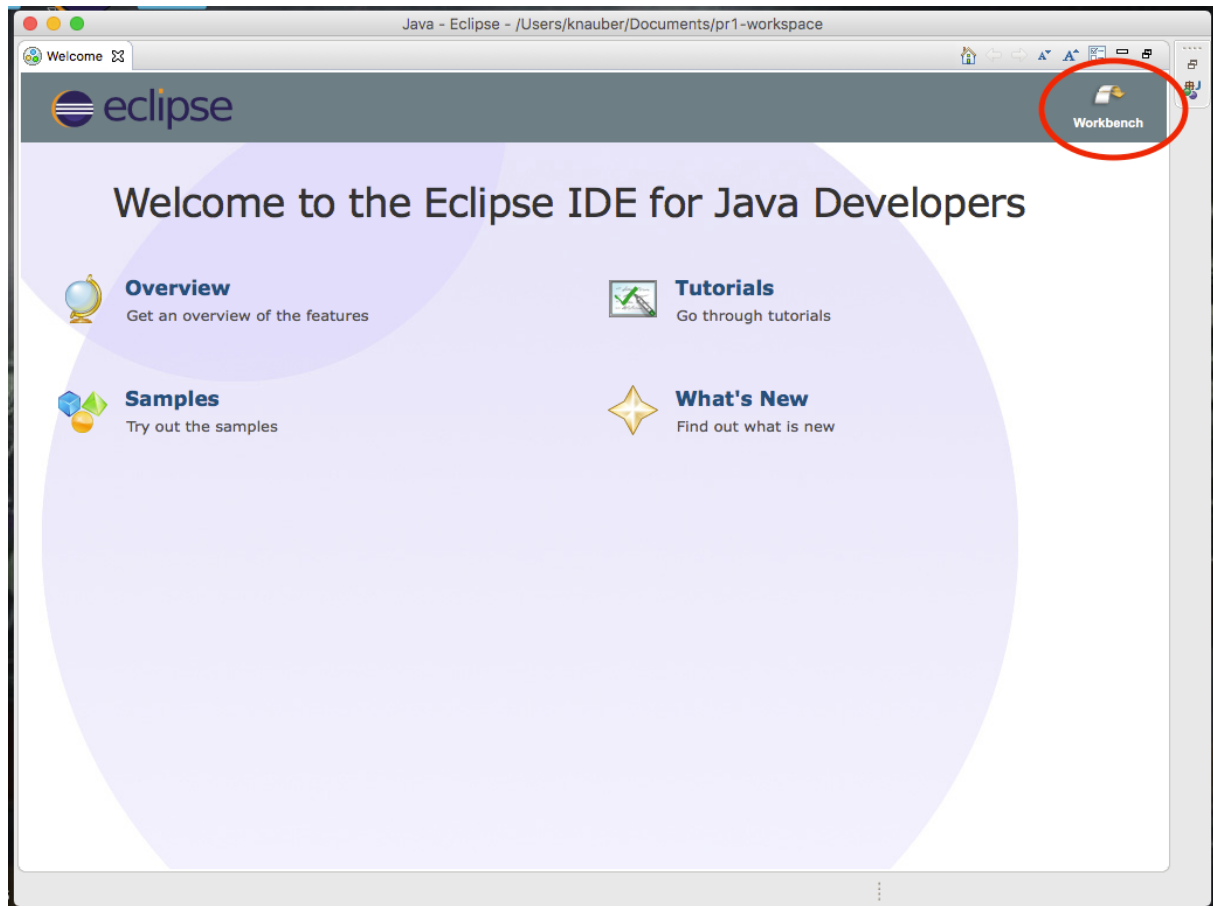 Java - Eclipse - /Users/knauber/Documents/pr1-workspace
Welcome
eclipse
Workbench
Welcome to the Eclipse IDE for Java Developers
Overview
Get an overview of the features
Tutorials
Go through tutorials
Samples
Try out the samples
What's New
Find out what is new